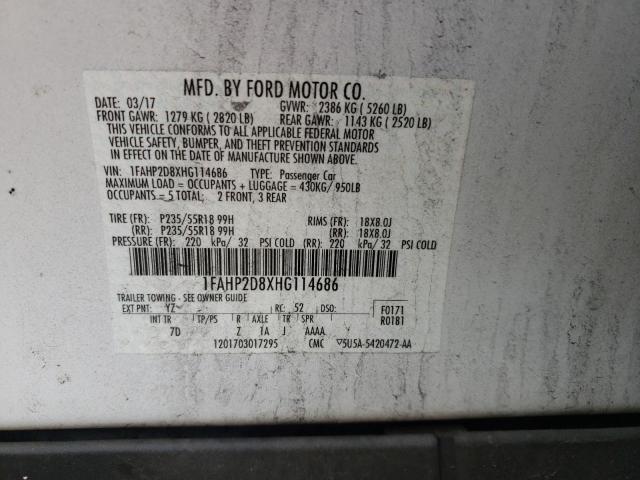 MFD. BY FORD MOTOR CO.
DATE: 03/17 GVWR: 2386 KG ( 5260 LB)
FRONT GAWR: 1279 KG ( 2820 LB) REAR GAWR: 1143 KG ( 2520 LB)
THIS VEHICLE CONFORMS TO ALL APPLICABLE FEDERAL MOTOR
VEHICLE SAFETY, BUMPER, AND THEFT PREVENTION STANDARDS
IN EFFECT ON THE DATE OF MANUFACTURE SHOWN ABOVE.
VIN: 1FAHP2D8XHG114686 TYPE: Passenger Car
MAXIMUM LOAD = OCCUPANTS + LUGGAGE = 430KG/ 950LB
OCCUPANTS = 5 TOTAL: 2 FRONT, 3 REAR
TIRE (FR): P235/55R18 99H RIMS (FR): 18X8.0J
(RR): P235/55R18 99H (RR): 18X8.0J
PRESSURE (FR): 220 kPa/ 32 PSI COLD (RR): 220 kPa/ 32 PSI COLD
1FAHP2D8XHG114686
TRAILER TOWING - SEE OWNER GUIDE
EXT PNT: YZ RC: 52 DSO: F0171
INT TR TP/PS R AXLE TR SPR R0181
7D Z 1A J AAAA
1201703017295 CMC ▽5U5A-5420472-AA